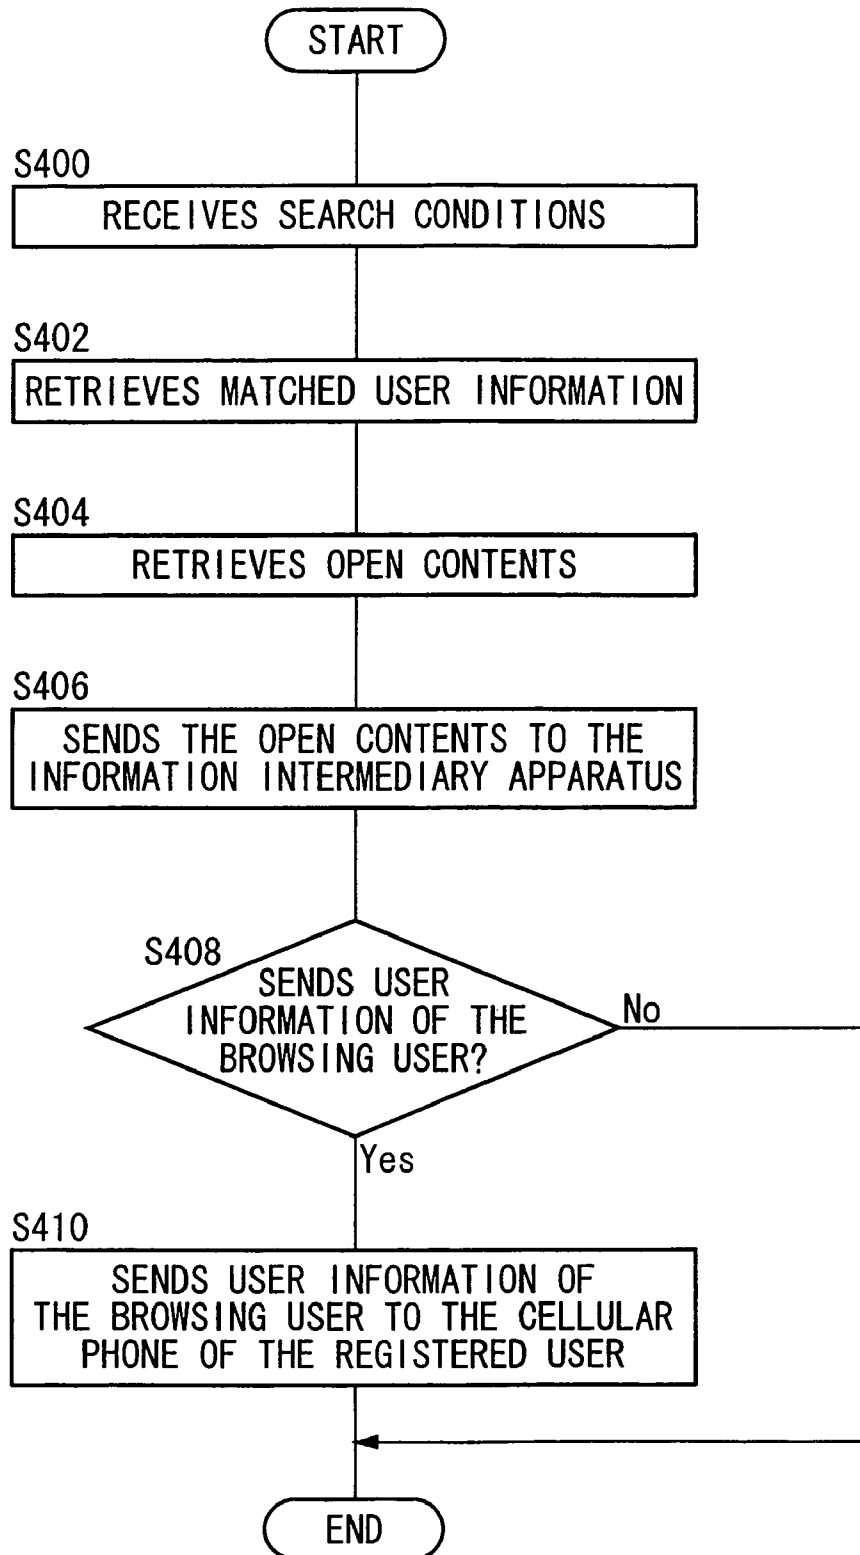 START
S400
RECEIVES SEARCH CONDITIONS
S402
RETRIEVES MATCHED USER INFORMATION
S404
RETRIEVES OPEN CONTENTS
S406
SENDS THE OPEN CONTENTS TO THE
INFORMATION INTERMEDIARY APPARATUS
S408
SENDS USER
INFORMATION OF THE
BROWSING USER?
No
Yes
S410
SENDS USER INFORMATION OF
THE BROWSING USER TO THE CELLULAR
PHONE OF THE REGISTERED USER
END